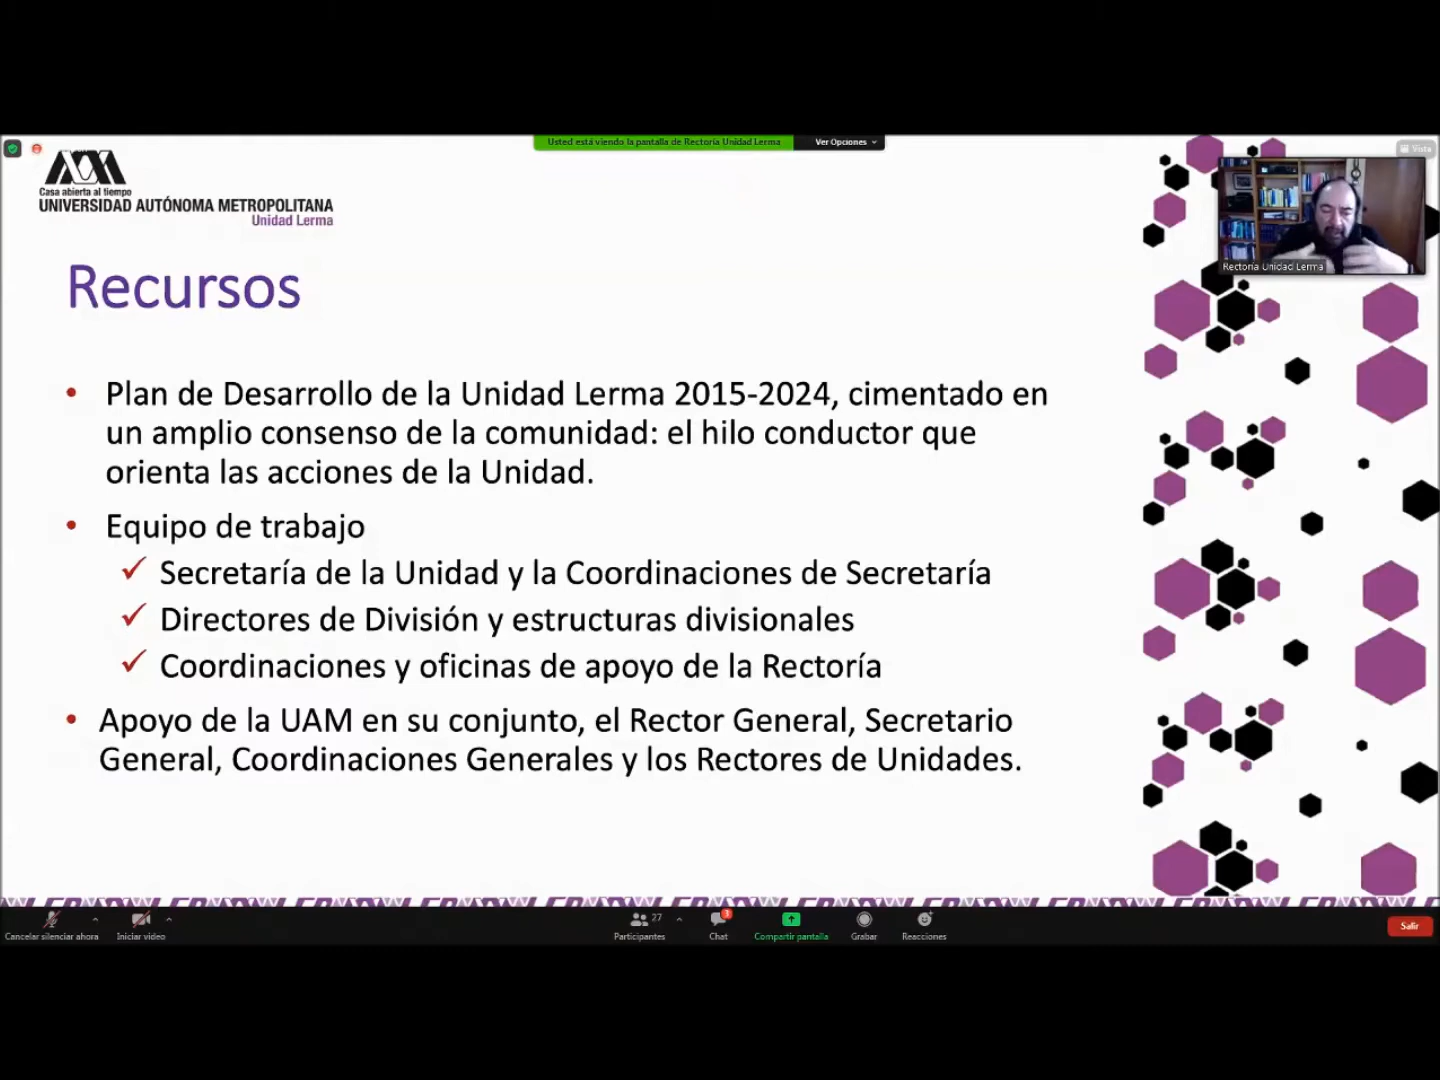 Usted está viendo la pantalla de Rectoría Unidad Lerma
Ver Opciones
Vista
Casa abierta al tiempo
UNIVERSIDAD AUTÓNOMA METROPOLITANA
Unidad Lerma
Rectoría Unidad Lerma
Recursos
• Plan de Desarrollo de la Unidad Lerma 2015-2024, cimentado en
un amplio consenso de la comunidad: el hilo conductor que
orienta las acciones de la Unidad.
• Equipo de trabajo
✓ Secretaría de la Unidad y la Coordinaciones de Secretaría
✓ Directores de División y estructuras divisionales
✓ Coordinaciones y oficinas de apoyo de la Rectoría
• Apoyo de la UAM en su conjunto, el Rector General, Secretario
General, Coordinaciones Generales y los Rectores de Unidades.
Cancelar silenciar ahora
Iniciar video
27
Participantes
3
Chat
Compartir pantalla
Grabar
Reacciones
Salir